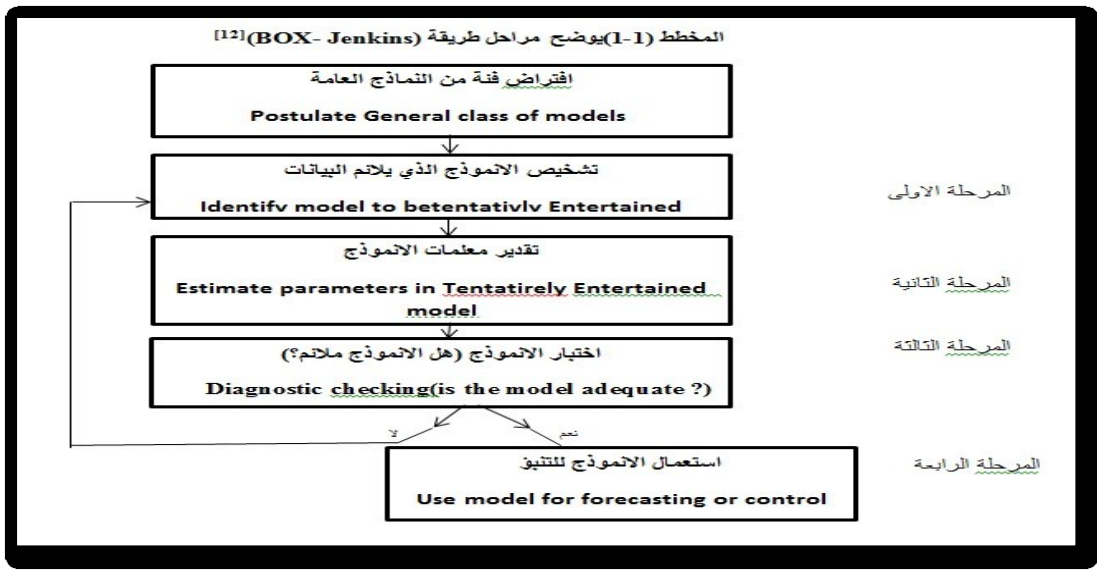 المخطط (1-1)يوضح مراحل طريقة (BOX- Jenkins)[12]
افتراض فئة من النماذج العامة
Postulate General class of models
تشخيص الانموذج الذي يلائم البيانات
المرحلة الاولى
Identifv model to betentativlv Entertained
تقدير معلمات الانموذج
Estimate parameters in Tentatirely Entertained
model
المرحلة الثانية
اختبار الانموذج (هل الانموذج ملائم؟)
المرحلة الثالثة
Diagnostic checking(is the model adequate ?)
لا
نعم
استعمال الانموذج للتنبؤ
المرحلة الرابعة
Use model for forecasting or control